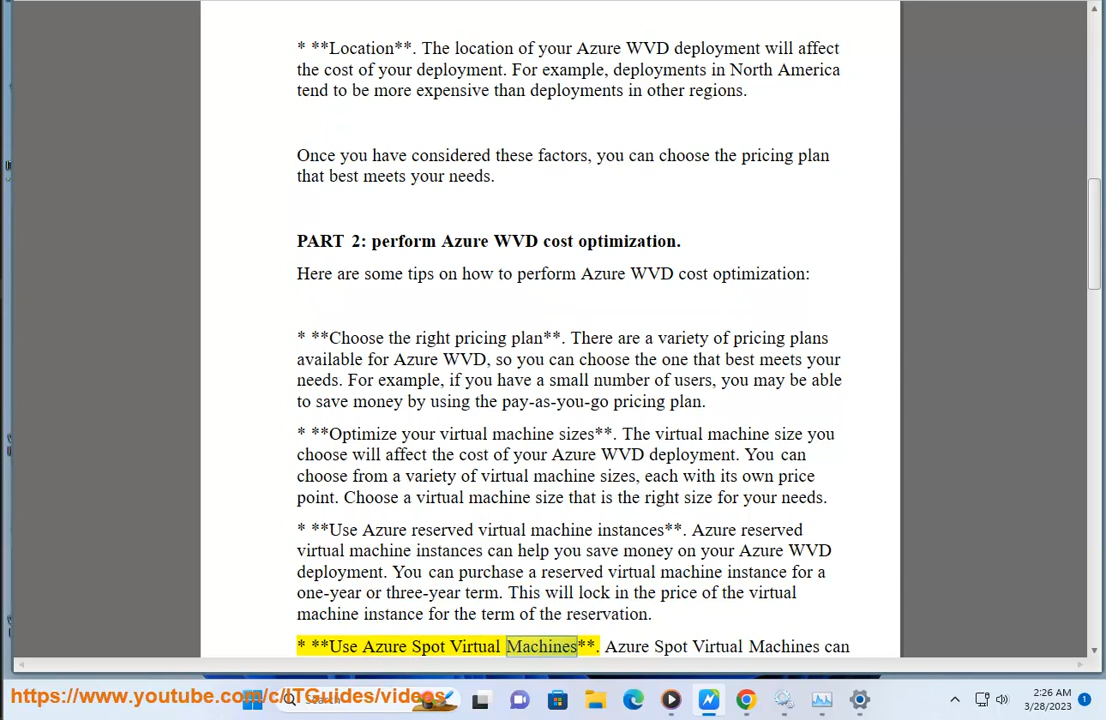 * **Location**. The location of your Azure WVD deployment will affect
the cost of your deployment. For example, deployments in North America
tend to be more expensive than deployments in other regions.
Once you have considered these factors, you can choose the pricing plan
that best meets your needs.
PART 2: perform Azure WVD cost optimization.
Here are some tips on how to perform Azure WVD cost optimization:
* **Choose the right pricing plan**. There are a variety of pricing plans
available for Azure WVD, so you can choose the one that best meets your
needs. For example, if you have a small number of users, you may be able
to save money by using the pay-as-you-go pricing plan.
* **Optimize your virtual machine sizes**. The virtual machine size you
choose will affect the cost of your Azure WVD deployment. You can
choose from a variety of virtual machine sizes, each with its own price
point. Choose a virtual machine size that is the right size for your needs.
* **Use Azure reserved virtual machine instances**. Azure reserved
virtual machine instances can help you save money on your Azure WVD
deployment. You can purchase a reserved virtual machine instance for a
one-year or three-year term. This will lock in the price of the virtual
machine instance for the term of the reservation.
* **Use Azure Spot Virtual Machines**. Azure Spot Virtual Machines can
https://www.youtube.com/c/ITGuides/videos
Search
2:26 AM
3/28/2023
1